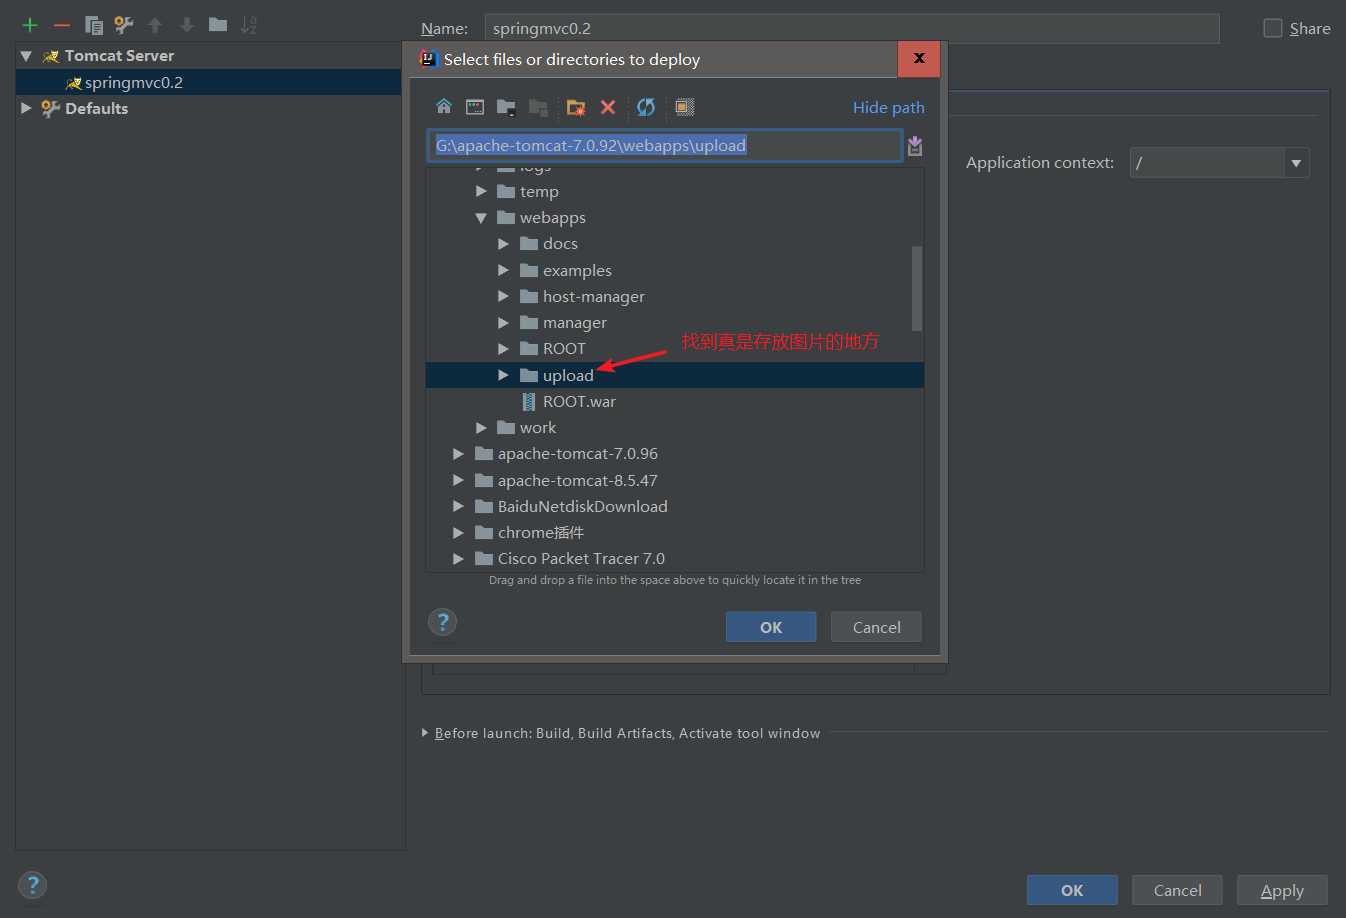 Name: springmvc0.2 Share
Tomcat Server
springmvc0.2
Defaults
Select files or directories to deploy
Hide path
G:\apache-tomcat-7.0.92\webapps\upload
Application context: /
logs
temp
webapps
docs
examples
host-manager
manager
ROOT
找到真是存放图片的地方
upload
ROOT.war
work
apache-tomcat-7.0.96
apache-tomcat-8.5.47
BaiduNetdiskDownload
chrome插件
Cisco Packet Tracer 7.0
Drag and drop a file into the space above to quickly locate it in the tree
? OK Cancel
Before launch: Build, Build Artifacts, Activate tool window
? OK Cancel Apply